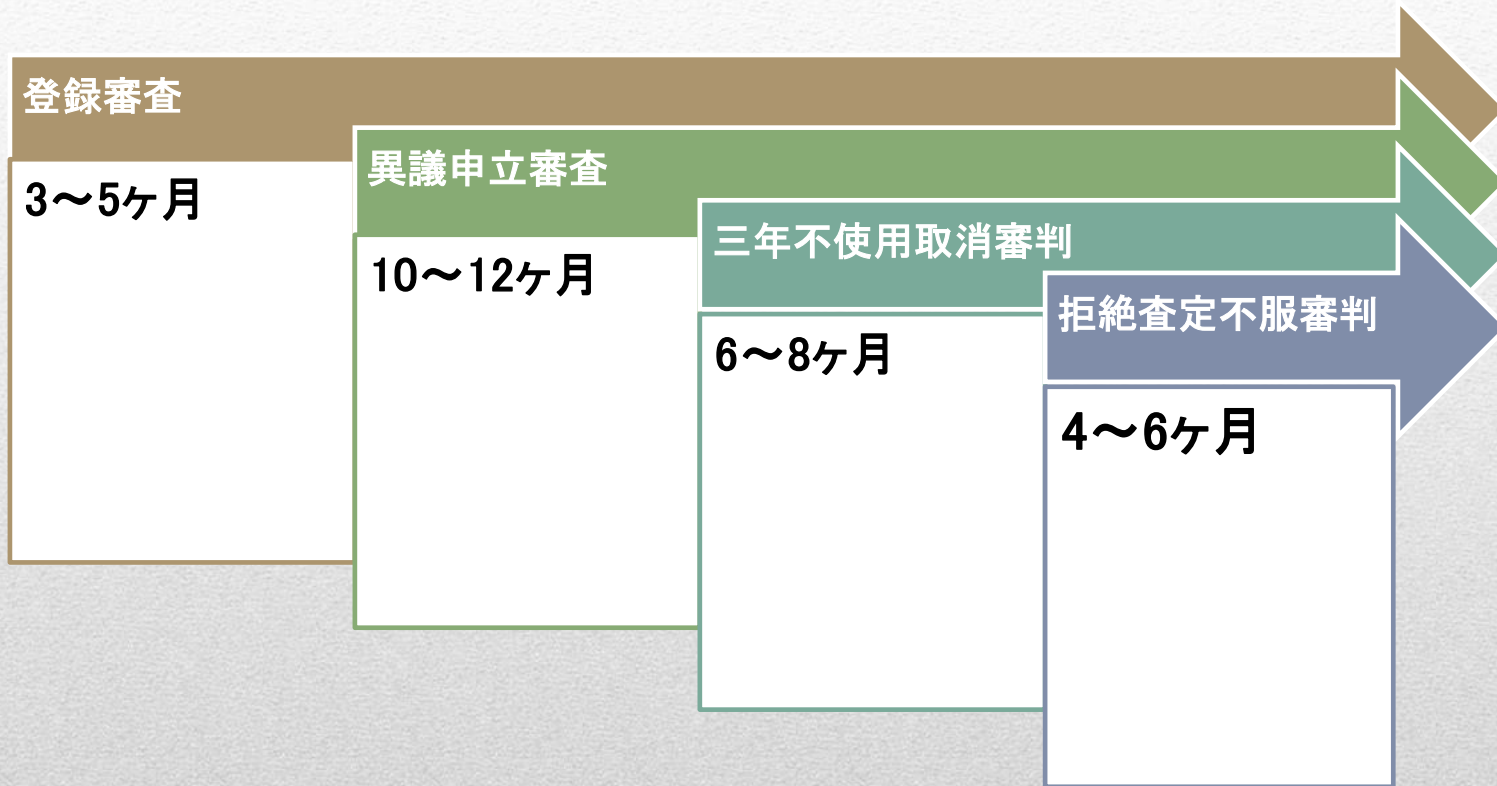 登録審査
3～5ヶ月
異議申立審査
10～12ヶ月
三年不使用取消審判
6～8ヶ月
拒絶査定不服審判
4～6ヶ月